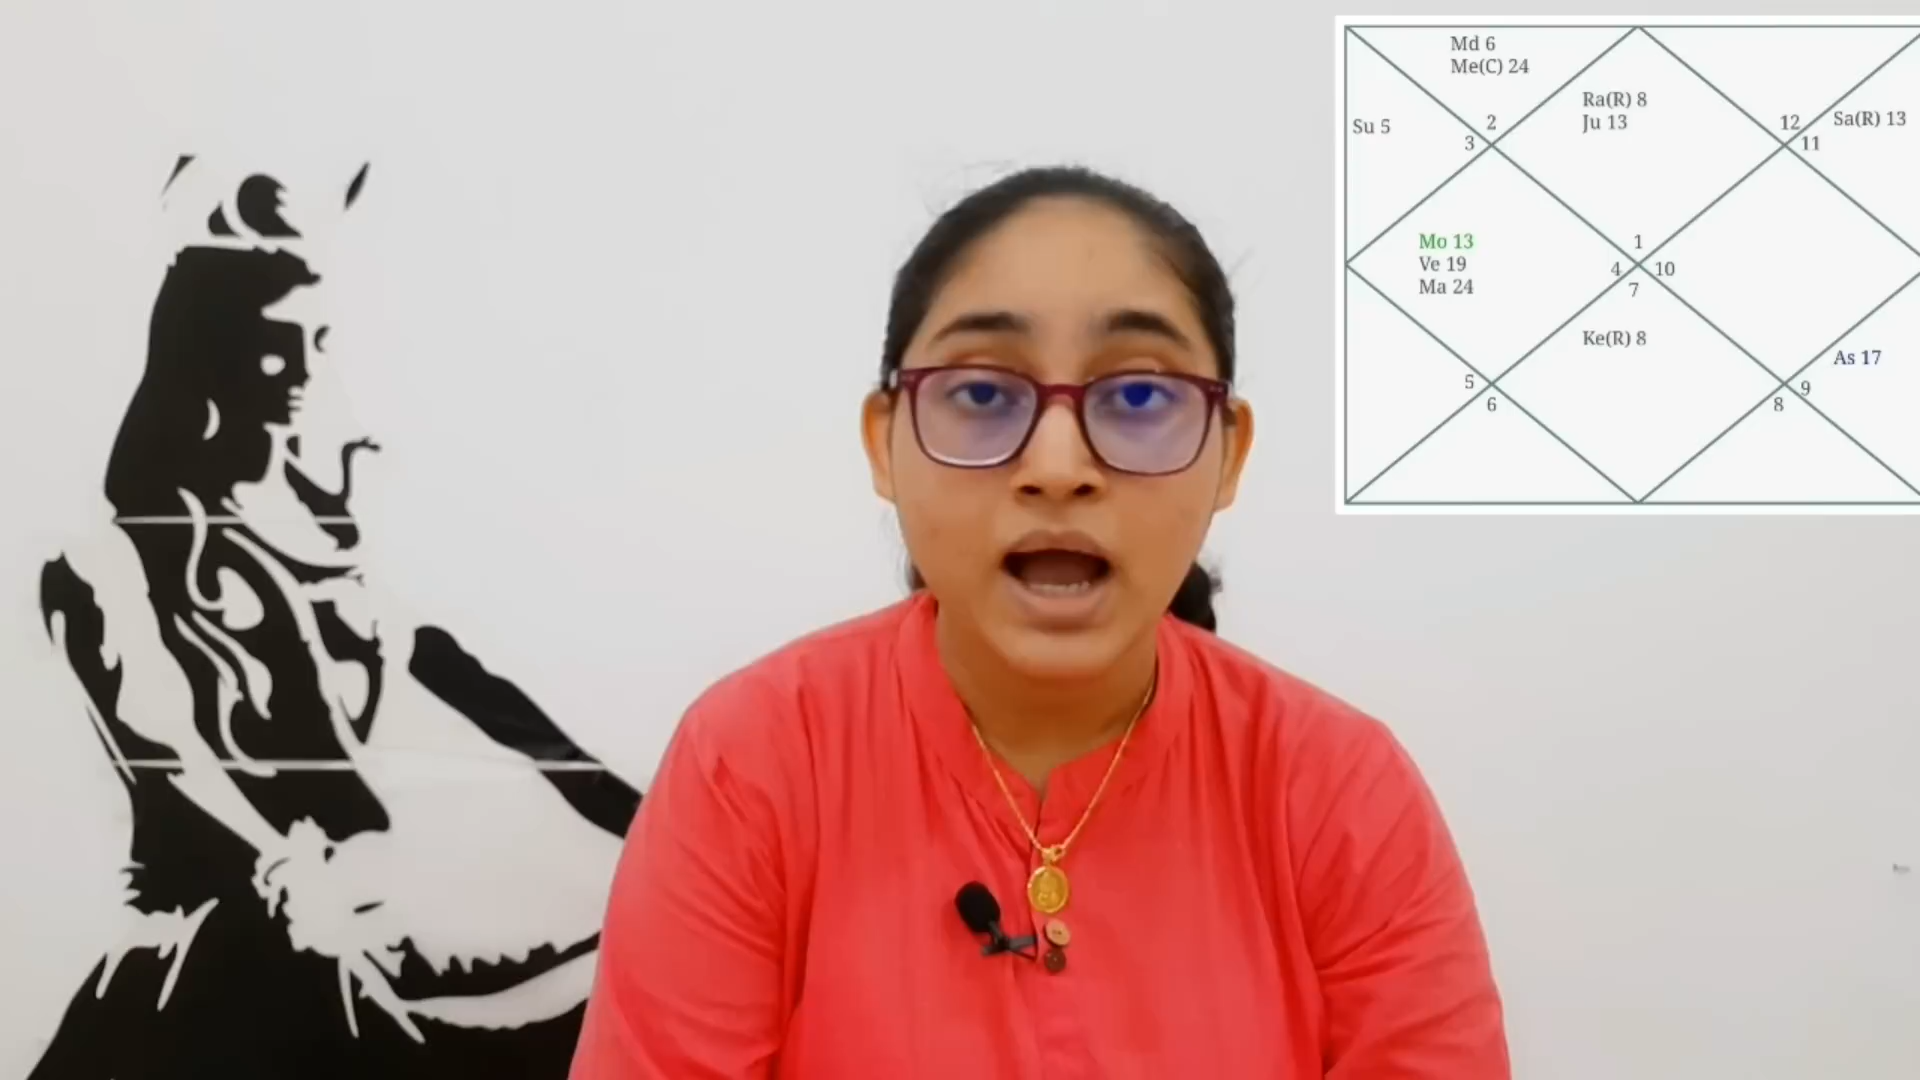 Md 6
Me(C) 24
Ra(R) 8
Ju 13
Su 5
2
3
12
11
Sa(R) 13
Mo 13
Ve 19
Ma 24
1
4
10
7
Ke(R) 8
As 17
5
6
9
8